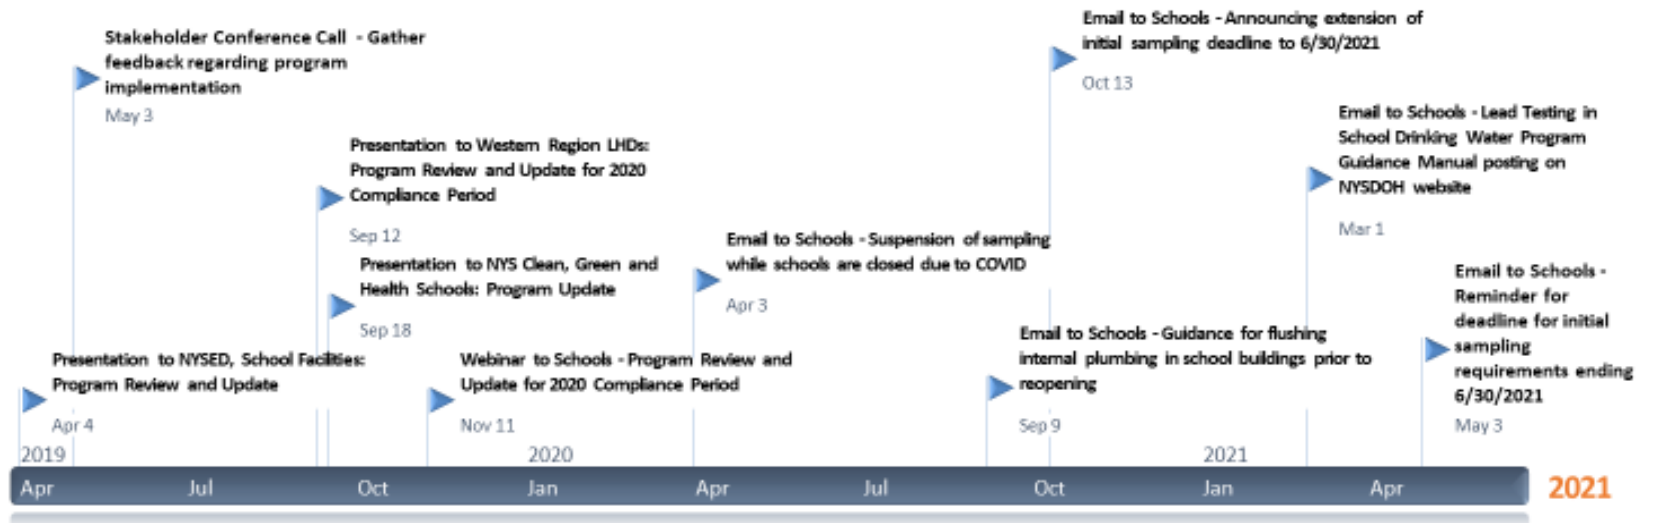 Stakeholder Conference Call - Gather
feedback regarding program
implementation
May 3
Presentation to Western Region LHDs:
Program Review and Update for 2020
Compliance Period
Sep 12
Presentation to NYS Clean, Green and
Health Schools: Program Update
Sep 18
Presentation to NYSED, School Facilities:
Program Review and Update
Apr 4
Webinar to Schools - Program Review and
Update for 2020 Compliance Period
Nov 11
Email to Schools - Suspension of sampling
while schools are closed due to COVID
Apr 3
Email to Schools - Announcing extension of
initial sampling deadline to 6/30/2021
Oct 13
Email to Schools - Guidance for flushing
internal plumbing in school buildings prior to
reopening
Sep 9
Email to Schools - Lead Testing in
School Drinking Water Program
Guidance Manual posting on
NYSDOH website
Mar 1
Email to Schools -
Reminder for
deadline for initial
sampling
requirements ending
6/30/2021
May 3
2019 2020 2021
Apr Jul Oct Jan Apr Jul Oct Jan Apr 2021